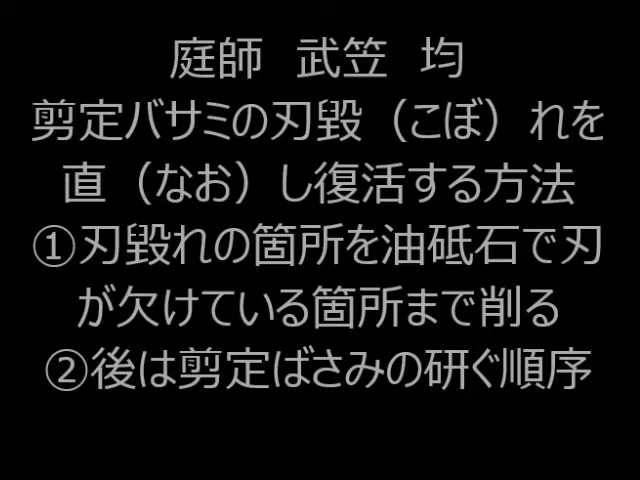 庭師　武笠　均
剪定バサミの刃毀（こぼ）れを
直（なお）し復活する方法
①刃毀れの箇所を油砥石で刃
が欠けている箇所まで削る
②後は剪定ばさみの研ぐ順序